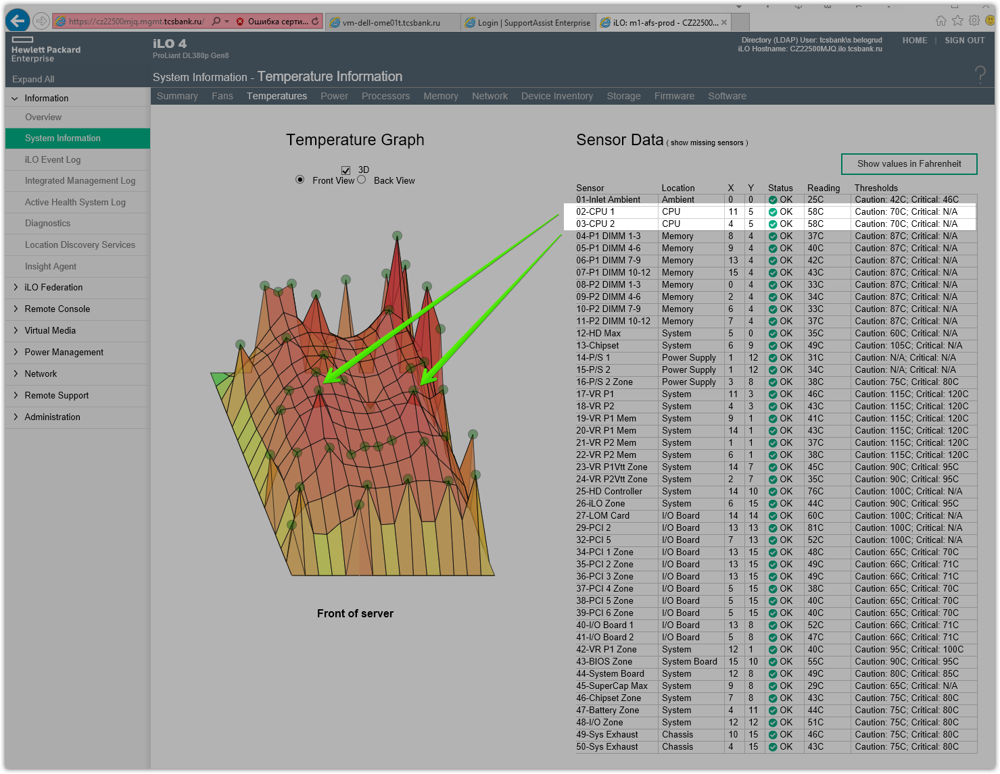 https://cz22500mjq.mgmt.tcsbank.ru/
Ошибка серти...
vm-dell-ome01t.tcsbank.ru
Login | SupportAssist Enterprise
iLO: m1-afs-prod - CZ22500...
Hewlett Packard
Enterprise
iLO 4
ProLiant DL380p Gen8
Directory (LDAP) User: tcsbank\s.belogrud
iLO Hostname: CZ22500MJQ.ilo.tcsbank.ru
HOME | SIGN OUT
Expand All
System Information - Temperature Information
?
Summary Fans Temperatures Power Processors Memory Network Device Inventory Storage Firmware Software
Information
Overview
System Information
iLO Event Log
Integrated Management Log
Active Health System Log
Diagnostics
Location Discovery Services
Insight Agent
iLO Federation
Remote Console
Virtual Media
Power Management
Network
Remote Support
Administration
Temperature Graph
3D
Front View Back View
Front of server
Sensor Data ( show missing sensors )
Show values in Fahrenheit
Sensor Location X Y Status Reading Thresholds
01-Inlet Ambient Ambient 0 0 OK 25C Caution: 42C; Critical: 46C
02-CPU 1 CPU 11 5 OK 58C Caution: 70C; Critical: N/A
03-CPU 2 CPU 4 5 OK 58C Caution: 70C; Critical: N/A
04-P1 DIMM 1-3 Memory 8 4 OK 37C Caution: 87C; Critical: N/A
05-P1 DIMM 4-6 Memory 9 4 OK 40C Caution: 87C; Critical: N/A
06-P1 DIMM 7-9 Memory 13 4 OK 42C Caution: 87C; Critical: N/A
07-P1 DIMM 10-12 Memory 15 4 OK 43C Caution: 87C; Critical: N/A
08-P2 DIMM 1-3 Memory 0 4 OK 33C Caution: 87C; Critical: N/A
09-P2 DIMM 4-6 Memory 2 4 OK 34C Caution: 87C; Critical: N/A
10-P2 DIMM 7-9 Memory 6 4 OK 33C Caution: 87C; Critical: N/A
11-P2 DIMM 10-12 Memory 7 4 OK 37C Caution: 87C; Critical: N/A
12-HD Max System 5 0 OK 35C Caution: 60C; Critical: N/A
13-Chipset System 6 9 OK 49C Caution: 105C; Critical: N/A
14-P/S 1 Power Supply 1 12 OK 31C Caution: N/A; Critical: N/A
15-P/S 2 Power Supply 1 12 OK 34C Caution: N/A; Critical: N/A
16-P/S 2 Zone Power Supply 3 8 OK 38C Caution: 75C; Critical: 80C
17-VR P1 System 11 3 OK 46C Caution: 115C; Critical: 120C
18-VR P2 System 4 3 OK 43C Caution: 115C; Critical: 120C
19-VR P1 Mem System 9 1 OK 41C Caution: 115C; Critical: 120C
20-VR P1 Mem System 14 1 OK 43C Caution: 115C; Critical: 120C
21-VR P2 Mem System 1 1 OK 37C Caution: 115C; Critical: 120C
22-VR P2 Mem System 6 1 OK 38C Caution: 115C; Critical: 120C
23-VR P1Vtt Zone System 14 7 OK 45C Caution: 90C; Critical: 95C
24-VR P2Vtt Zone System 2 7 OK 35C Caution: 90C; Critical: 95C
25-HD Controller System 14 10 OK 76C Caution: 100C; Critical: N/A
26-iLO Zone System 6 15 OK 44C Caution: 90C; Critical: 95C
27-LOM Card I/O Board 14 14 OK 60C Caution: 100C; Critical: N/A
29-PCI 2 I/O Board 13 13 OK 81C Caution: 100C; Critical: N/A
32-PCI 5 I/O Board 7 13 OK 52C Caution: 100C; Critical: N/A
34-PCI 1 Zone I/O Board 13 15 OK 48C Caution: 65C; Critical: 70C
35-PCI 2 Zone I/O Board 13 15 OK 49C Caution: 66C; Critical: 71C
36-PCI 3 Zone I/O Board 13 15 OK 49C Caution: 66C; Critical: 71C
37-PCI 4 Zone I/O Board 5 15 OK 38C Caution: 65C; Critical: 70C
38-PCI 5 Zone I/O Board 5 15 OK 40C Caution: 65C; Critical: 70C
39-PCI 6 Zone I/O Board 5 15 OK 40C Caution: 65C; Critical: 70C
40-I/O Board 1 I/O Board 13 8 OK 52C Caution: 66C; Critical: 71C
41-I/O Board 2 I/O Board 5 8 OK 47C Caution: 66C; Critical: 71C
42-VR P1 Zone System 12 1 OK 40C Caution: 95C; Critical: 100C
43-BIOS Zone System Board 15 10 OK 55C Caution: 90C; Critical: 95C
44-System Board System 12 8 OK 49C Caution: 80C; Critical: 85C
45-SuperCap Max System 9 8 OK 29C Caution: 65C; Critical: N/A
46-Chipset Zone System 7 8 OK 43C Caution: 75C; Critical: 80C
47-Battery Zone System 4 11 OK 44C Caution: 75C; Critical: 80C
48-I/O Zone System 12 12 OK 51C Caution: 75C; Critical: 80C
49-Sys Exhaust Chassis 10 15 OK 46C Caution: 75C; Critical: 80C
50-Sys Exhaust Chassis 4 15 OK 43C Caution: 75C; Critical: 80C